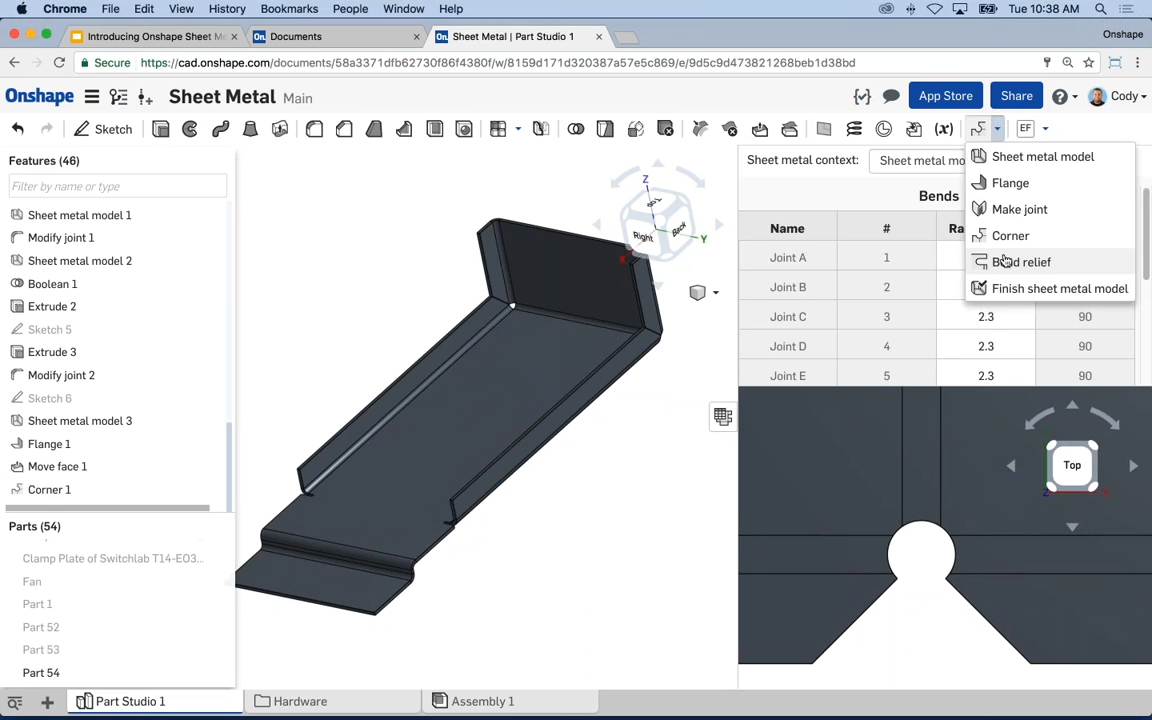 Chrome File Edit View History Bookmarks People Window Help Tue 10:38 AM
Introducing Onshape Sheet Me Documents Sheet Metal | Part Studio 1 Onshape
Secure https://cad.onshape.com/documents/58a3371dfb62730f86f4380f/w/8159d171d320387a57e5c869/e/9d5c9d473821268beb1d38bd
Onshape Sheet Metal Main App Store Share Cody
Sketch (x) EF
Features (46)
Filter by name or type
Sheet metal model 1
Modify joint 1
Sheet metal model 2
Boolean 1
Extrude 2
Sketch 5
Extrude 3
Modify joint 2
Sketch 6
Sheet metal model 3
Flange 1
Move face 1
Corner 1
Parts (54)
Clamp Plate of Switchlab T14-EO3...
Fan
Part 1
Part 52
Part 53
Part 54
Z
Top
Right
Back
Y
X
Sheet metal context: Sheet metal mo
Bends
Name # Ra
Joint A 1
Joint B 2
Joint C 3 2.3 90
Joint D 4 2.3 90
Joint E 5 2.3 90
Sheet metal model
Flange
Make joint
Corner
Bend relief
Finish sheet metal model
Top
Z X
Part Studio 1 Hardware Assembly 1